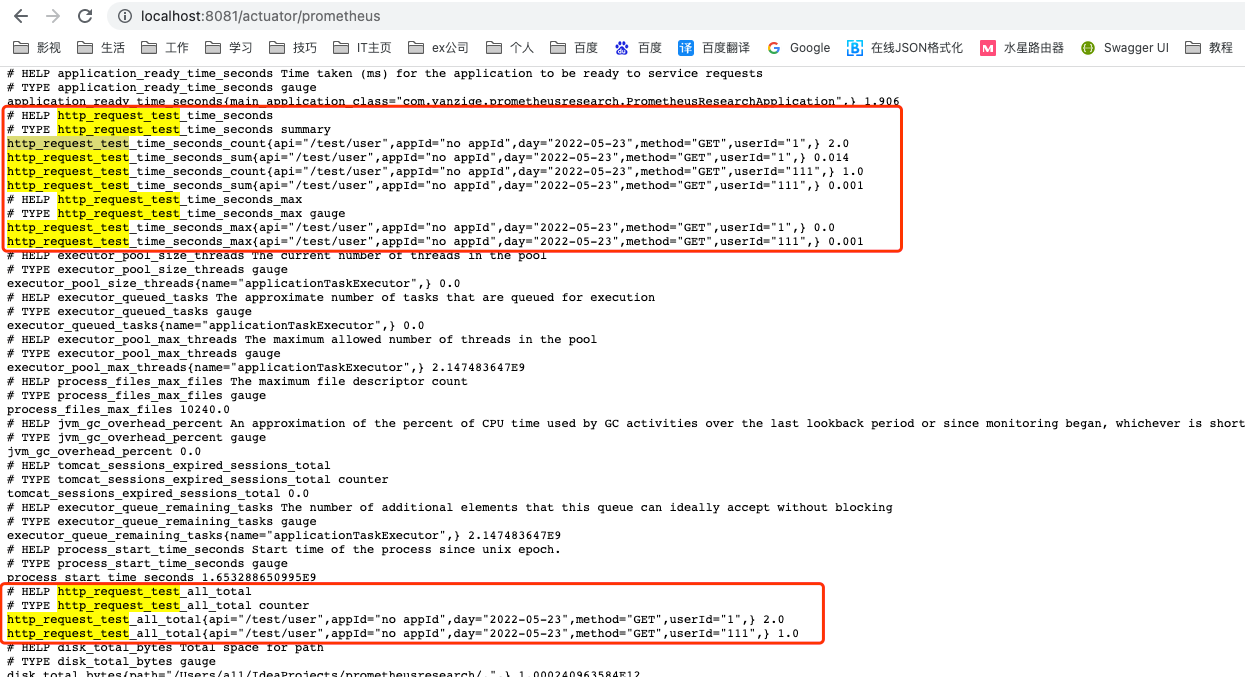 localhost:8081/actuator/prometheus
影视 生活 工作 学习 技巧 IT主页 ex公司 个人 百度 百度 译 百度翻译 Google 在线JSON格式化 M 水星路由器 Swagger UI 教程
# HELP application_ready_time_seconds Time taken (ms) for the application to be ready to service requests
# TYPE application_ready_time_seconds gauge
application_ready_time_seconds{main_application_class="com.yanzige.prometheusresearch.PrometheusResearchApplication",} 1.906
# HELP http_request_test_time_seconds
# TYPE http_request_test_time_seconds summary
http_request_test_time_seconds_count{api="/test/user",appId="no appId",day="2022-05-23",method="GET",userId="1",} 2.0
http_request_test_time_seconds_sum{api="/test/user",appId="no appId",day="2022-05-23",method="GET",userId="1",} 0.014
http_request_test_time_seconds_count{api="/test/user",appId="no appId",day="2022-05-23",method="GET",userId="111",} 1.0
http_request_test_time_seconds_sum{api="/test/user",appId="no appId",day="2022-05-23",method="GET",userId="111",} 0.001
# HELP http_request_test_time_seconds_max
# TYPE http_request_test_time_seconds_max gauge
http_request_test_time_seconds_max{api="/test/user",appId="no appId",day="2022-05-23",method="GET",userId="1",} 0.0
http_request_test_time_seconds_max{api="/test/user",appId="no appId",day="2022-05-23",method="GET",userId="111",} 0.001
# HELP executor_pool_size_threads The current number of threads in the pool
# TYPE executor_pool_size_threads gauge
executor_pool_size_threads{name="applicationTaskExecutor",} 0.0
# HELP executor_queued_tasks The approximate number of tasks that are queued for execution
# TYPE executor_queued_tasks gauge
executor_queued_tasks{name="applicationTaskExecutor",} 0.0
# HELP executor_pool_max_threads The maximum allowed number of threads in the pool
# TYPE executor_pool_max_threads gauge
executor_pool_max_threads{name="applicationTaskExecutor",} 2.147483647E9
# HELP process_files_max_files The maximum file descriptor count
# TYPE process_files_max_files gauge
process_files_max_files 10240.0
# HELP jvm_gc_overhead_percent An approximation of the percent of CPU time used by GC activities over the last lookback period or since monitoring began, whichever is short
# TYPE jvm_gc_overhead_percent gauge
jvm_gc_overhead_percent 0.0
# HELP tomcat_sessions_expired_sessions_total
# TYPE tomcat_sessions_expired_sessions_total counter
tomcat_sessions_expired_sessions_total 0.0
# HELP executor_queue_remaining_tasks The number of additional elements that this queue can ideally accept without blocking
# TYPE executor_queue_remaining_tasks gauge
executor_queue_remaining_tasks{name="applicationTaskExecutor",} 2.147483647E9
# HELP process_start_time_seconds Start time of the process since unix epoch.
# TYPE process_start_time_seconds gauge
process_start_time_seconds 1.653288650995E9
# HELP http_request_test_all_total
# TYPE http_request_test_all_total counter
http_request_test_all_total{api="/test/user",appId="no appId",day="2022-05-23",method="GET",userId="1",} 2.0
http_request_test_all_total{api="/test/user",appId="no appId",day="2022-05-23",method="GET",userId="111",} 1.0
# HELP disk_total_bytes Total space for path
# TYPE disk_total_bytes gauge
disk_total_bytes{path="/Users/all/IdeaProjects/prometheusresearch/.",} 1.000240963584E12